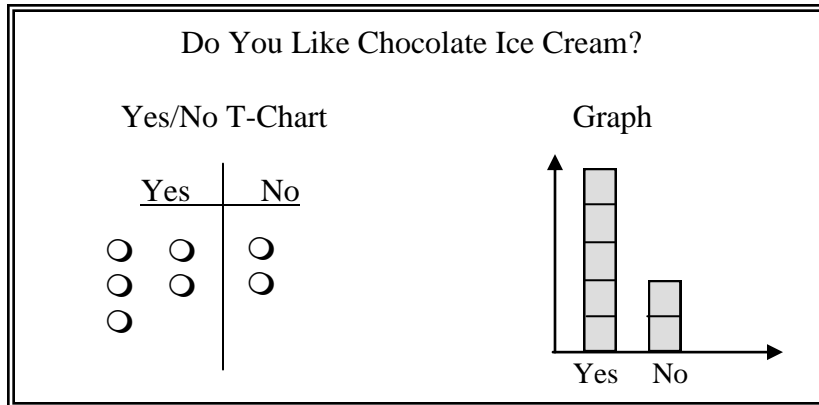 Do You Like Chocolate Ice Cream?
Yes/No T-Chart
Graph
Yes No
Yes No